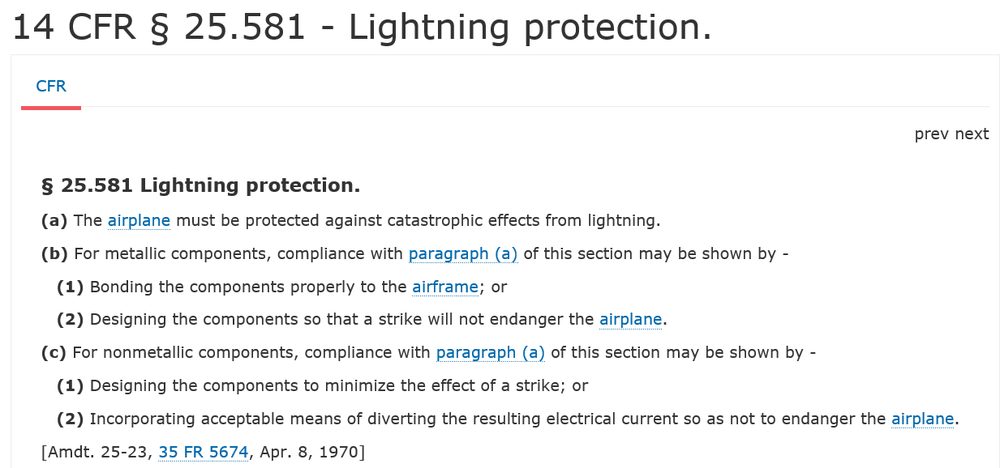 14 CFR § 25.581 - Lightning protection.
CFR
prev next
§ 25.581 Lightning protection.
(a) The airplane must be protected against catastrophic effects from lightning.
(b) For metallic components, compliance with paragraph (a) of this section may be shown by -
(1) Bonding the components properly to the airframe; or
(2) Designing the components so that a strike will not endanger the airplane.
(c) For nonmetallic components, compliance with paragraph (a) of this section may be shown by -
(1) Designing the components to minimize the effect of a strike; or
(2) Incorporating acceptable means of diverting the resulting electrical current so as not to endanger the airplane.
[Amdt. 25-23, 35 FR 5674, Apr. 8, 1970]